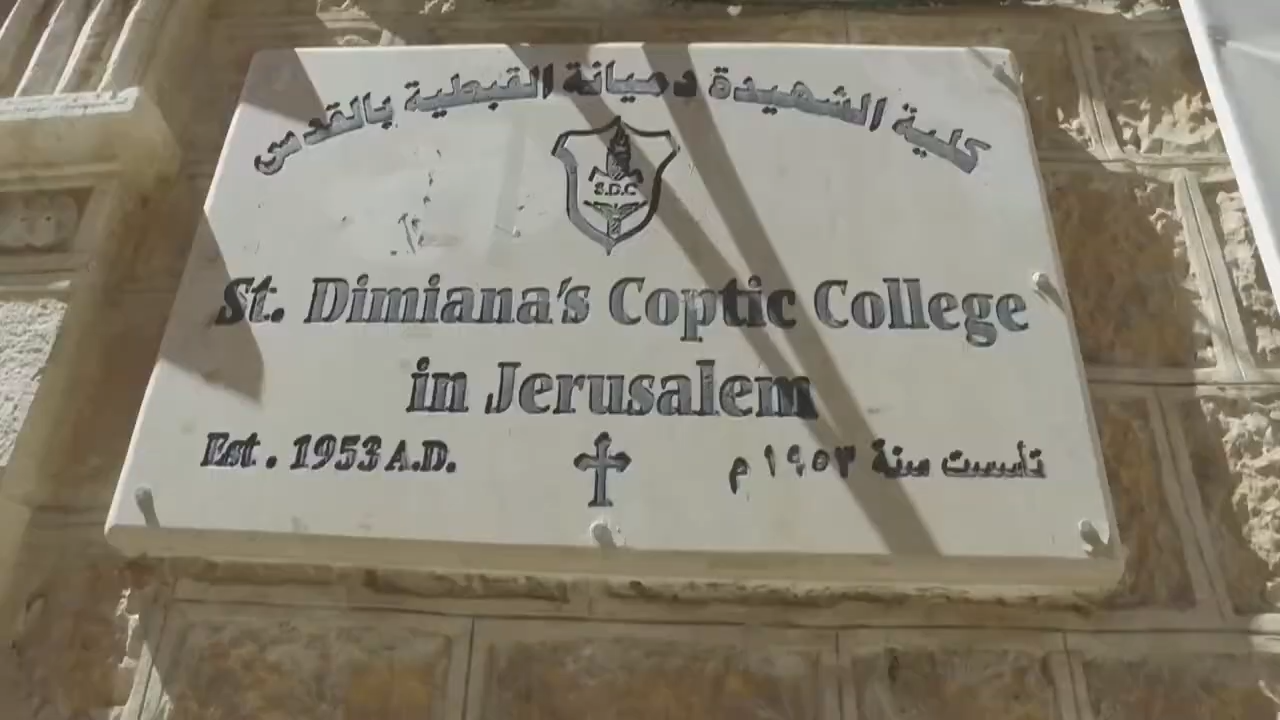 كلية الشهيدة دميانة القبطية بالقدس
S.D.C
St. Dimiana's Coptic College
in Jerusalem
Est. 1953 A.D.
تأسست سنة ١٩٥٣ م